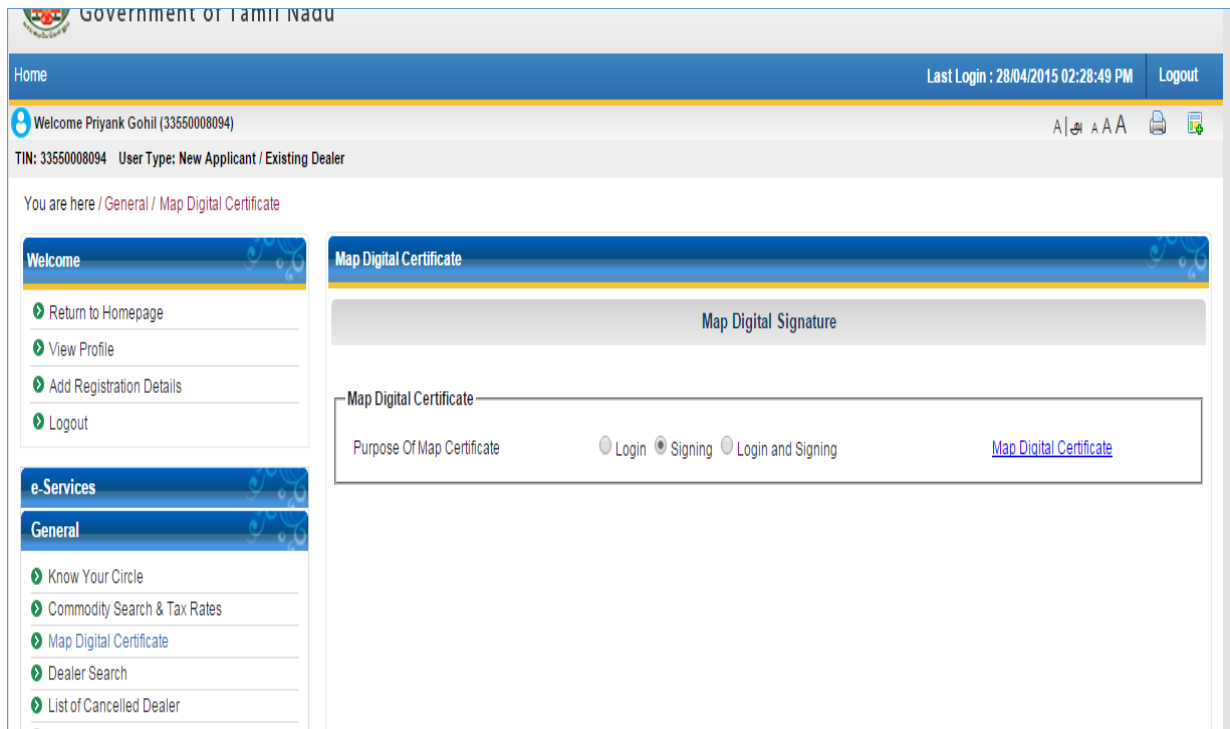 Government of Tamil Nadu
Home
Last Login : 28/04/2015 02:28:49 PM
Logout
Welcome Priyank Gohil (33550008094)
A|அ A A A
TIN: 33550008094 User Type: New Applicant / Existing Dealer
You are here / General / Map Digital Certificate
Welcome
Return to Homepage
View Profile
Add Registration Details
Logout
e-Services
General
Know Your Circle
Commodity Search & Tax Rates
Map Digital Certificate
Dealer Search
List of Cancelled Dealer
Map Digital Certificate
Map Digital Signature
Map Digital Certificate
Purpose Of Map Certificate Login Signing Login and Signing Map Digital Certificate